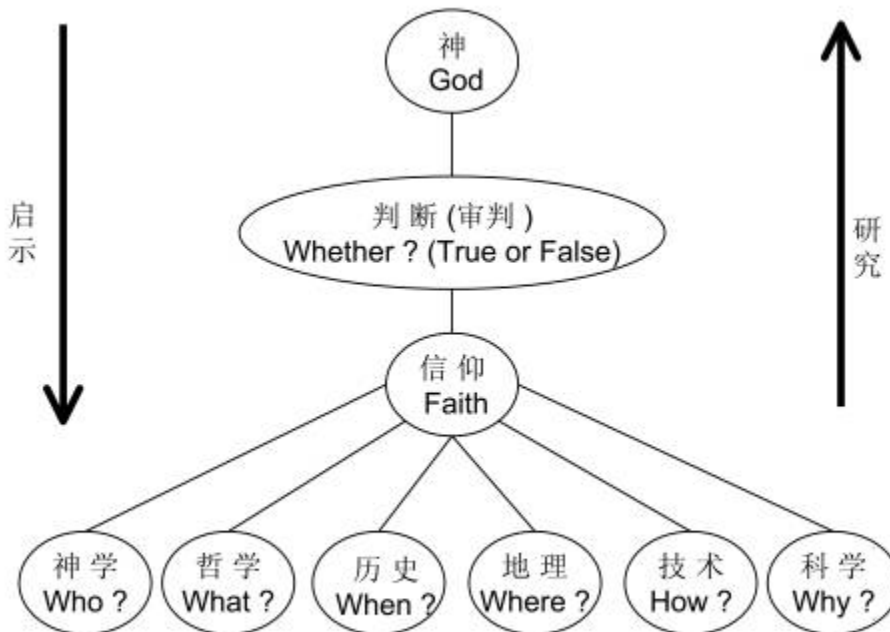 神
God
启
示
判 断 (审判 )
Whether ? (True or False)
研
究
信 仰
Faith
神 学
Who ?
哲 学
What ?
历 史
When ?
地 理
Where ?
技 术
How ?
科 学
Why ?